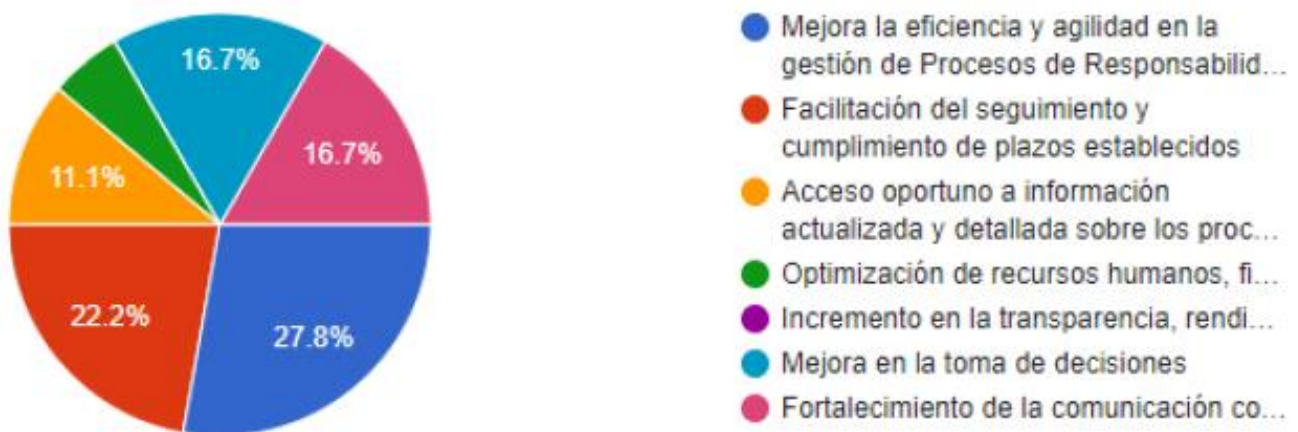 16.7%
16.7%
11.1%
22.2%
27.8%
Mejora la eficiencia y agilidad en la
gestión de Procesos de Responsabilid...
Facilitación del seguimiento y
cumplimiento de plazos establecidos
Acceso oportuno a información
actualizada y detallada sobre los proc...
Optimización de recursos humanos, fi...
Incremento en la transparencia, rendi...
Mejora en la toma de decisiones
Fortalecimiento de la comunicación co...